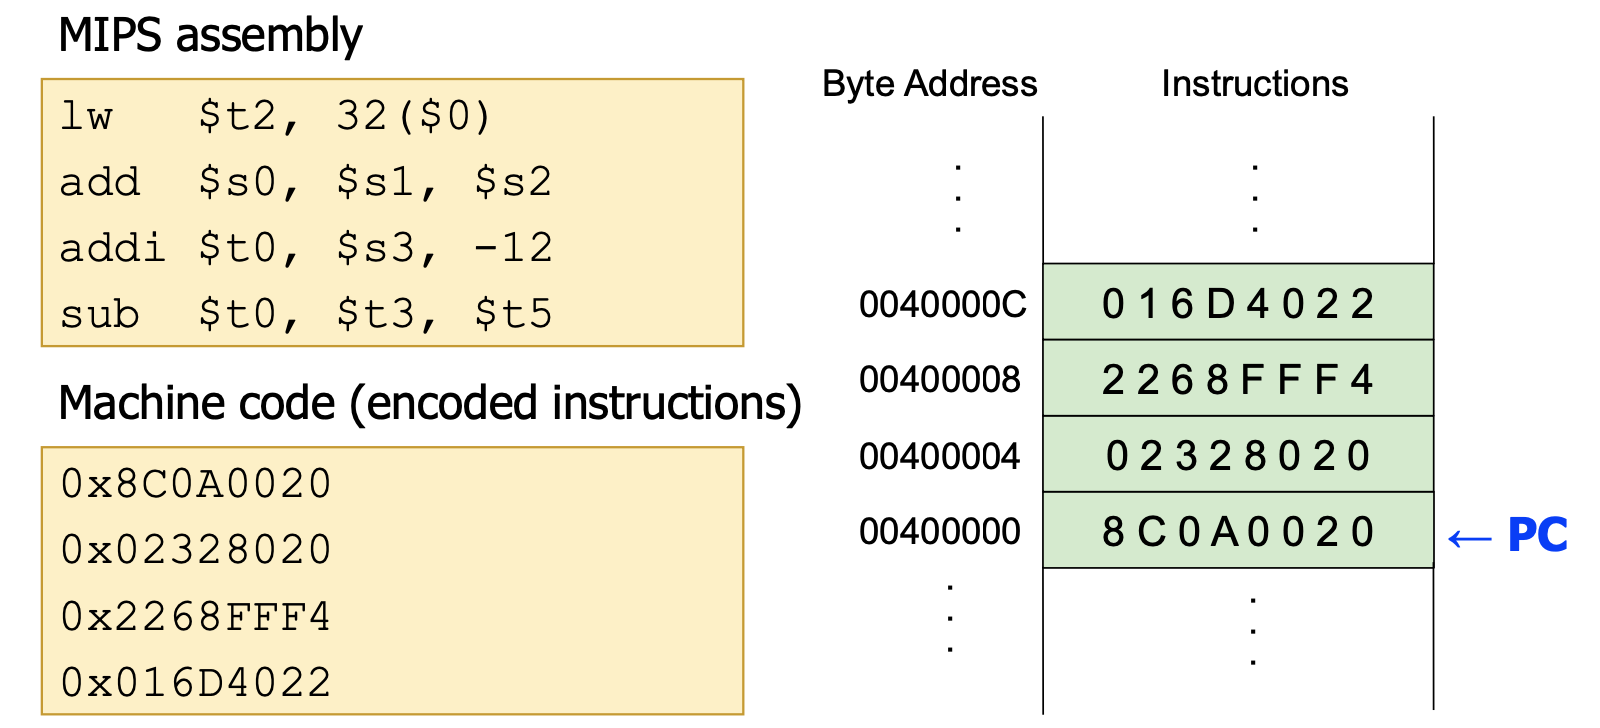 MIPS assembly
lw $t2, 32($0)
add $s0, $s1, $s2
addi $t0, $s3, -12
sub $t0, $t3, $t5
Machine code (encoded instructions)
0x8C0A0020
0x02328020
0x2268FFF4
0x016D4022
Byte Address Instructions
0040000C 0 1 6 D 4 0 2 2
00400008 2 2 6 8 F F F 4
00400004 0 2 3 2 8 0 2 0
00400000 8 C 0 A 0 0 2 0 ← PC